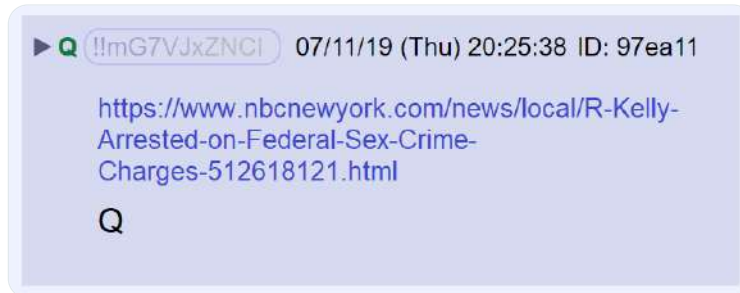 Q !!mG7VJxZNCI 07/11/19 (Thu) 20:25:38 ID: 97ea11
https://www.nbcnewyork.com/news/local/R-Kelly-
Arrested-on-Federal-Sex-Crime-
Charges-512618121.html
Q